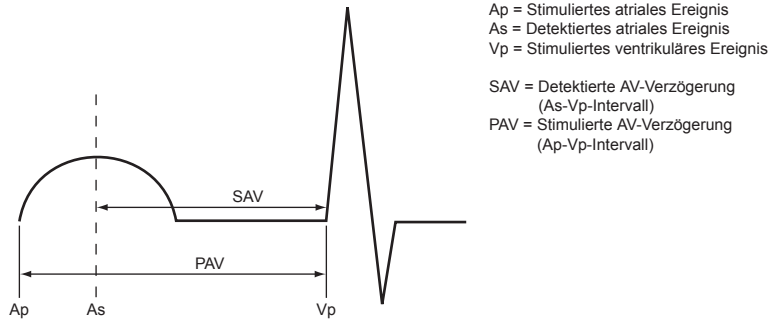 Ap = Stimuliertes atriales Ereignis
As = Detektiertes atriales Ereignis
Vp = Stimuliertes ventrikuläres Ereignis
SAV = Detektierte AV-Verzögerung
(As-Vp-Intervall)
PAV = Stimulierte AV-Verzögerung
(Ap-Vp-Intervall)
SAV
PAV
Ap As Vp